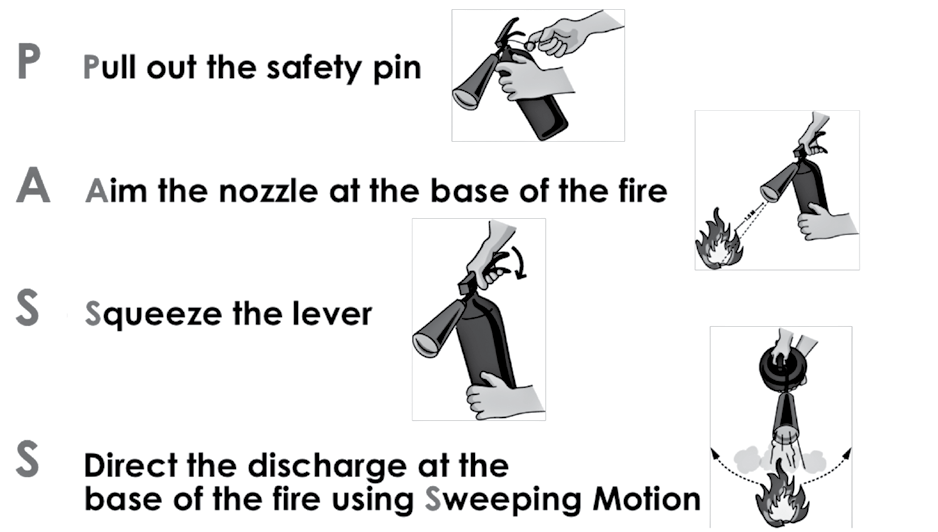 P Pull out the safety pin
A Aim the nozzle at the base of the fire
S Squeeze the lever
S Direct the discharge at the
base of the fire using Sweeping Motion